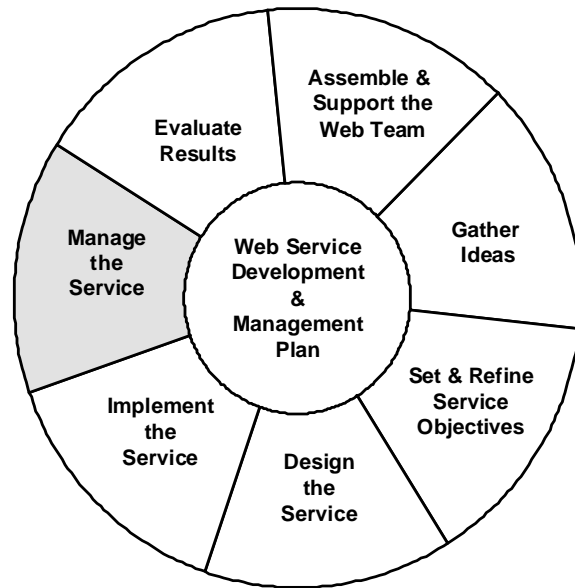 Assemble &
Support the
Web Team
Gather
Ideas
Set & Refine
Service
Objectives
Design
the
Service
Implement
the
Service
Manage
the
Service
Evaluate
Results
Web Service
Development
&
Management
Plan